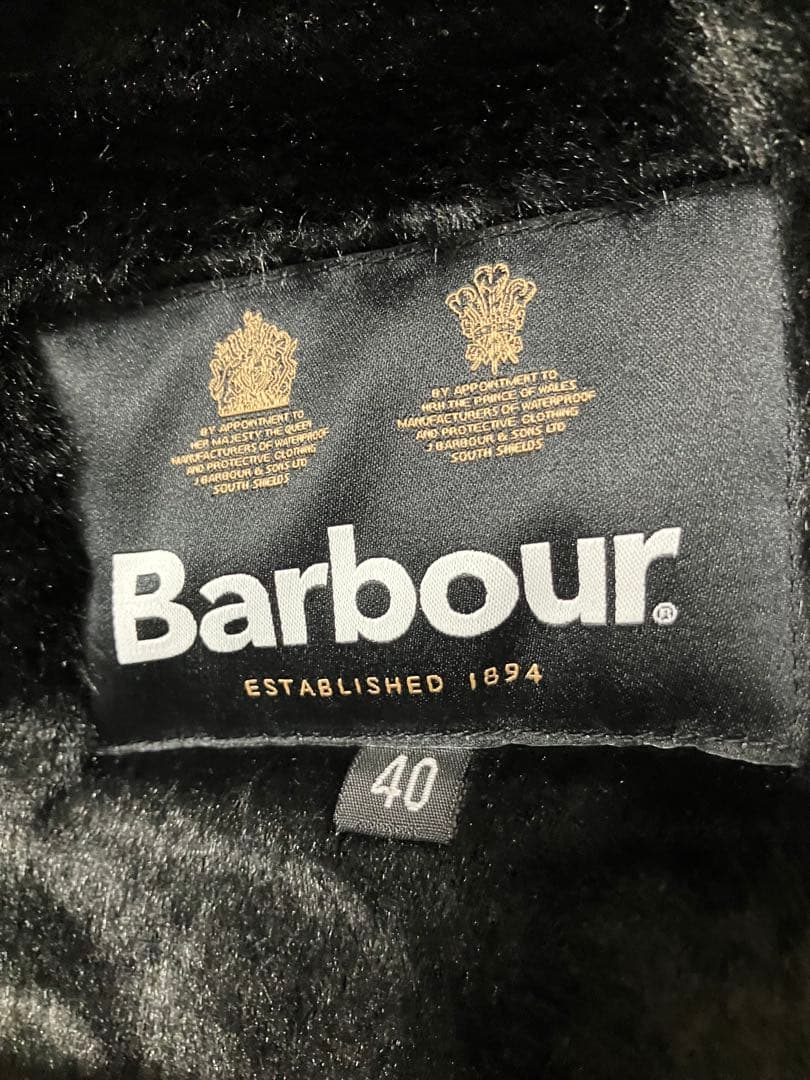 BY APPOINTMENT TO
HER MAJESTY THE QUEEN
MANUFACTURERS OF WATERPROOF
AND PROTECTIVE CLOTHING
J BARBOUR & SONS LTD
SOUTH SHIELDS
BY APPOINTMENT TO
HRH THE PRINCE OF WALES
MANUFACTURERS OF WATERPROOF
AND PROTECTIVE CLOTHING
J BARBOUR & SONS LTD
SOUTH SHIELDS
Barbour.®
ESTABLISHED 1894
40